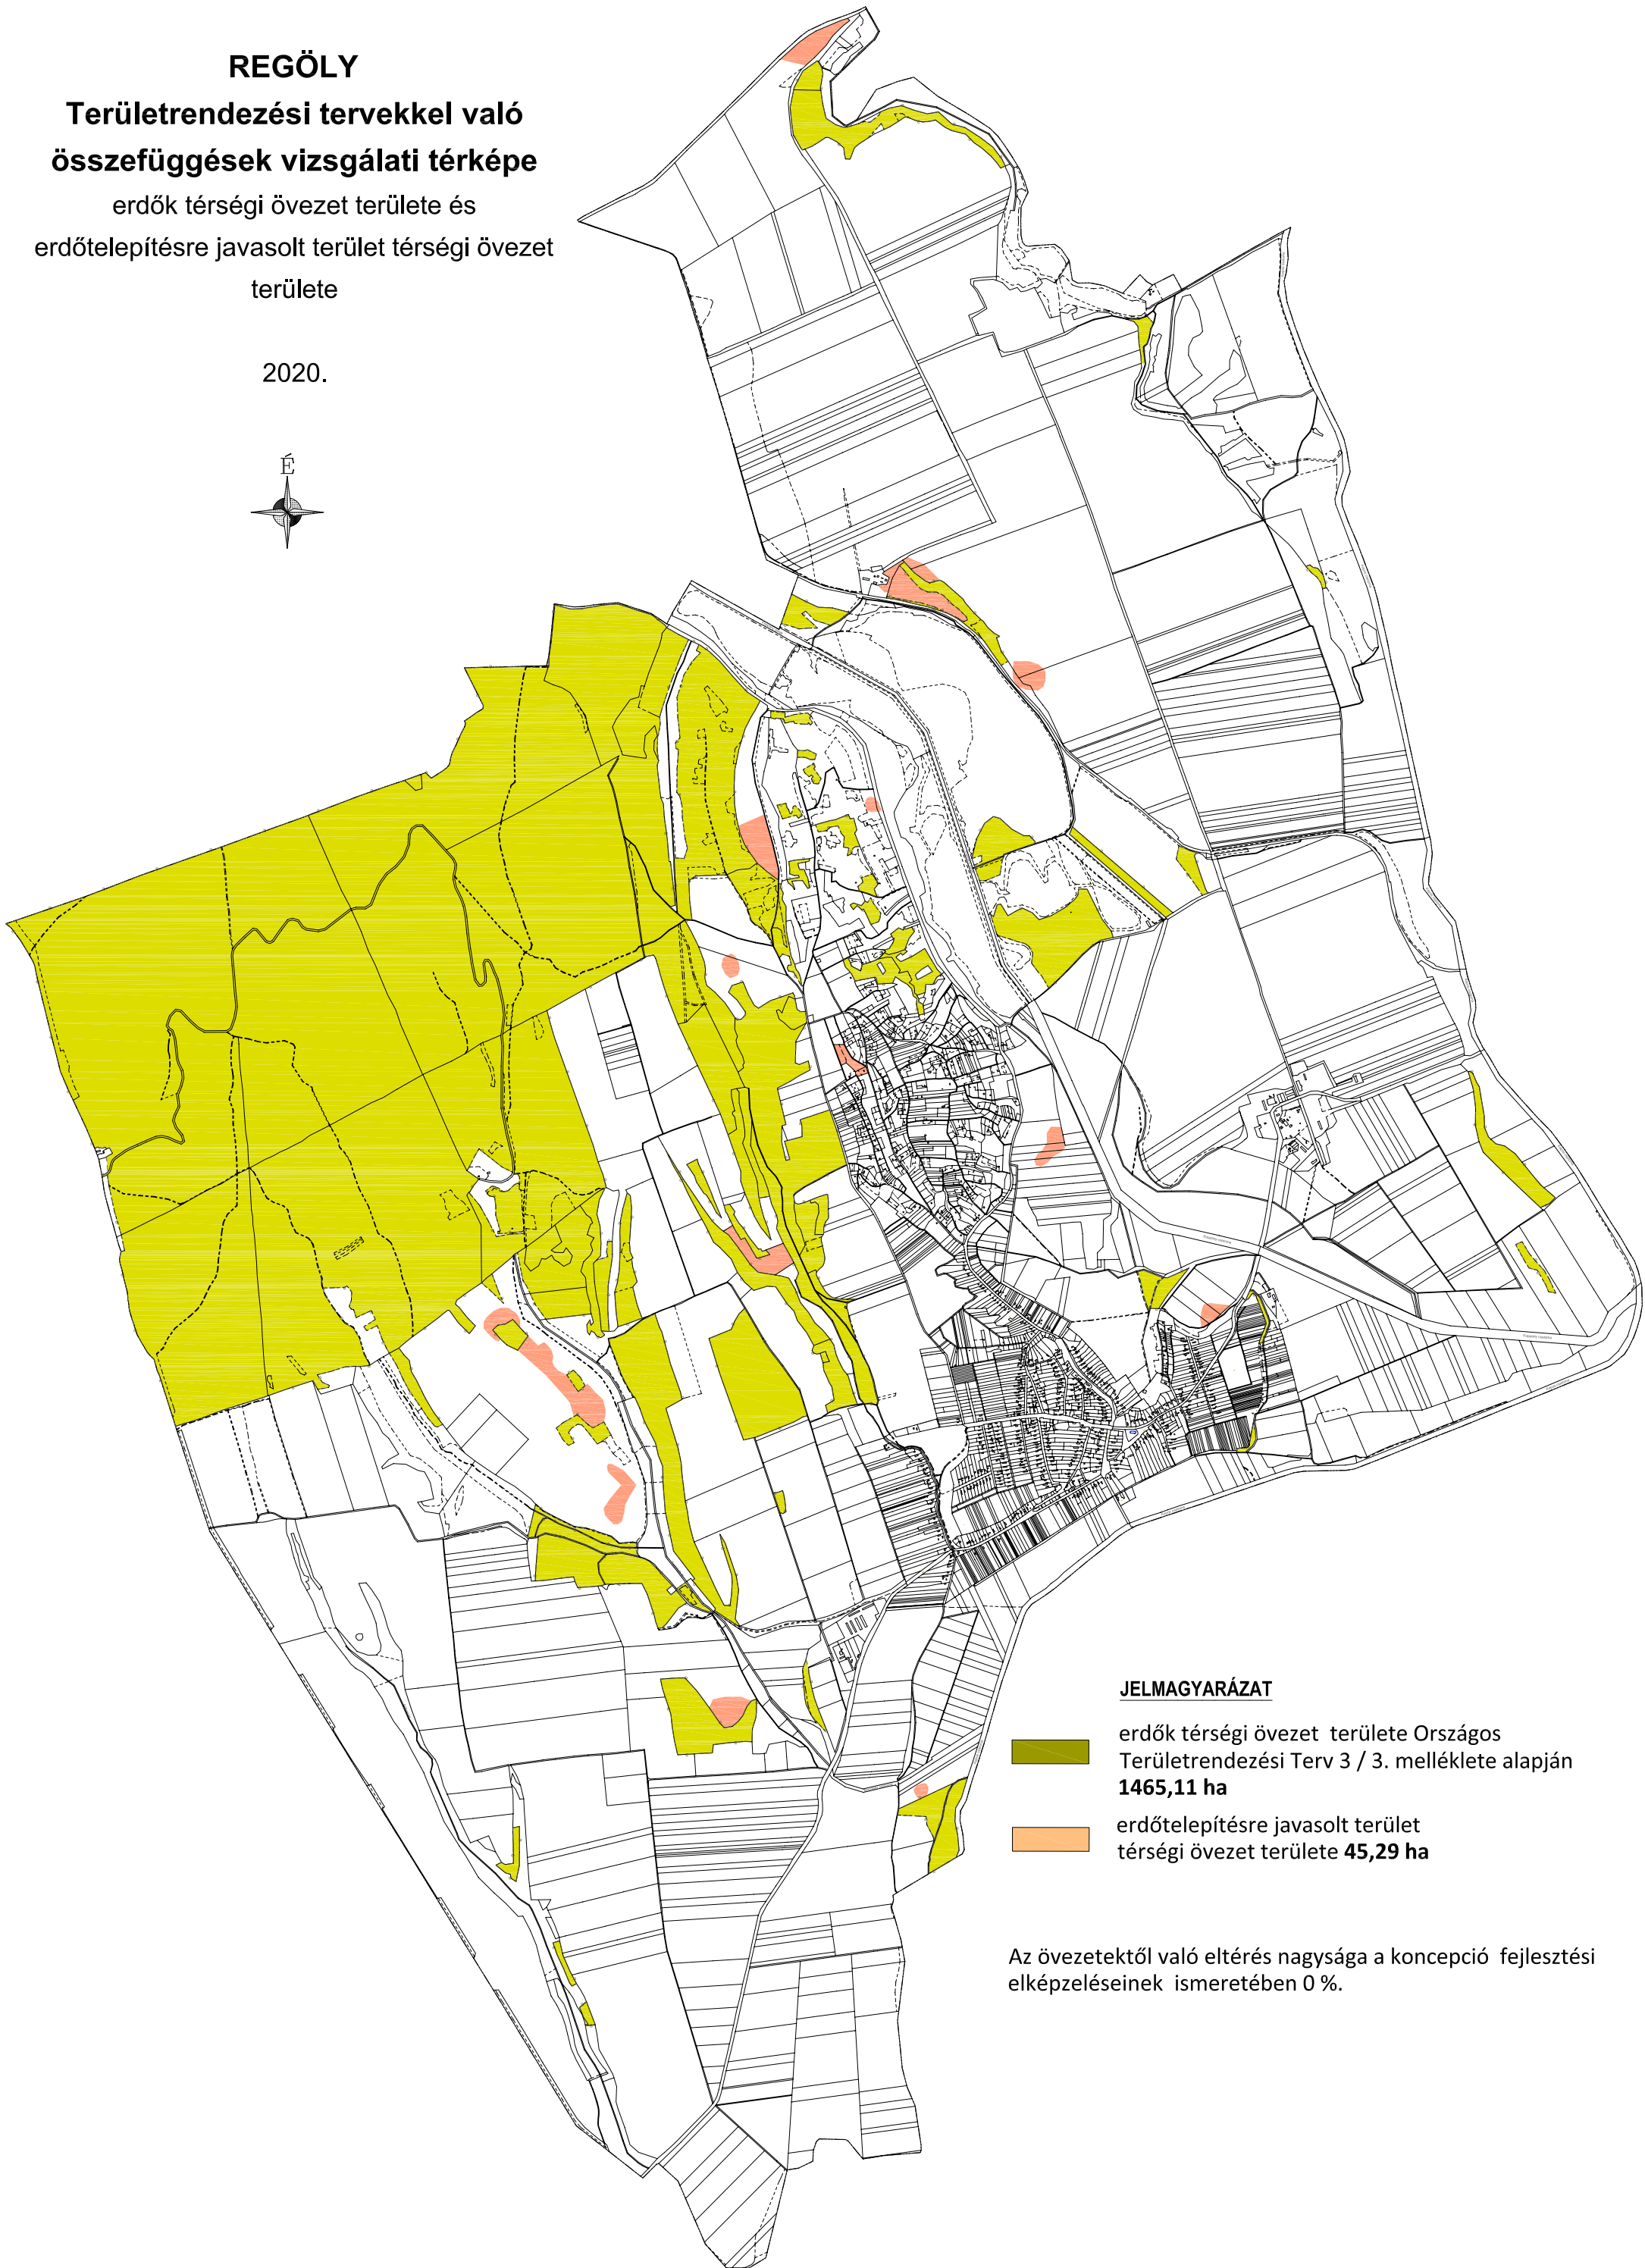 REGÖLY
Területrendezési tervekkel való
összefüggések vizsgálati térképe
erdők térségi övezet területe és
erdőtelepítésre javasolt terület térségi övezet
területe
2020.
É
JELMAGYARÁZAT
erdők térségi övezet területe Országos
Területrendezési Terv 3 / 3. melléklete alapján
1465,11 ha
erdőtelepítésre javasolt terület
térségi övezet területe 45,29 ha
Az övezetektől való eltérés nagysága a koncepció fejlesztési
elképzeléseinek ismeretében 0 %.